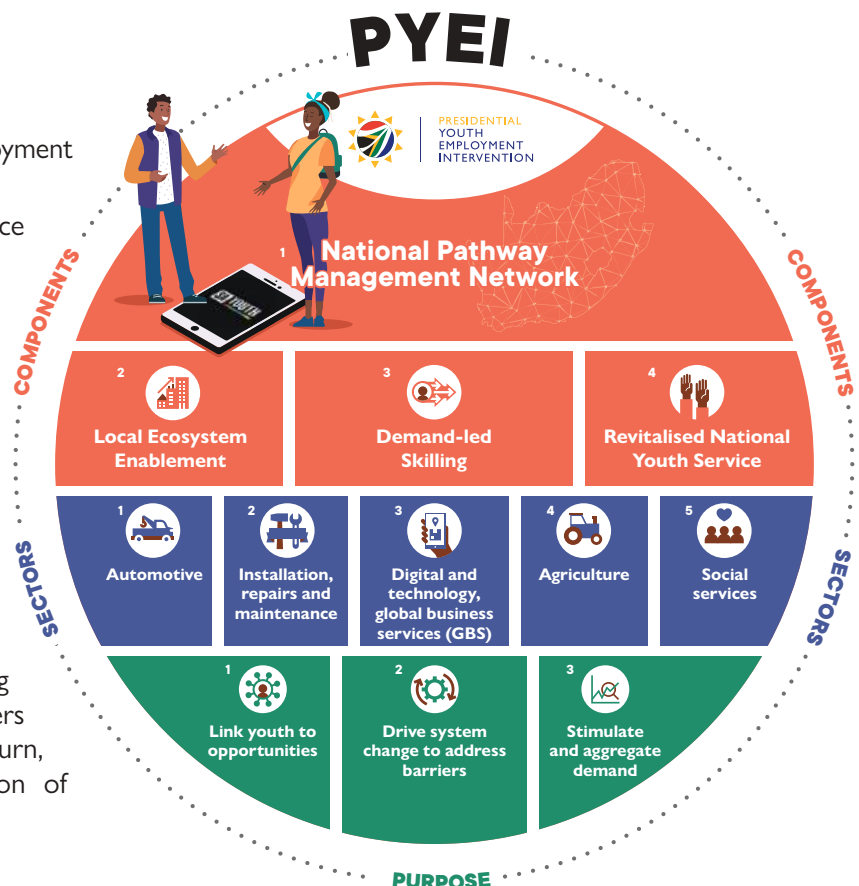 PYEI
PRESIDENTIAL
YOUTH
EMPLOYMENT
INTERVENTION
oyment
ce
COMPONENTS
COMPONENTS
1
National Pathway
Management Network
YOUTH
2
Local Ecosystem
Enablement
3
Demand-led
Skilling
4
Revitalised National
Youth Service
SECTORS
SECTORS
1
Automotive
2
Installation,
repairs and
maintenance
3
Digital and
technology,
global business
services (GBS)
4
Agriculture
5
Social
services
g
ers
urn,
on of
1
Link youth to
opportunities
2
Drive system
change to address
barriers
3
Stimulate
and aggregate
demand
PURPOSE